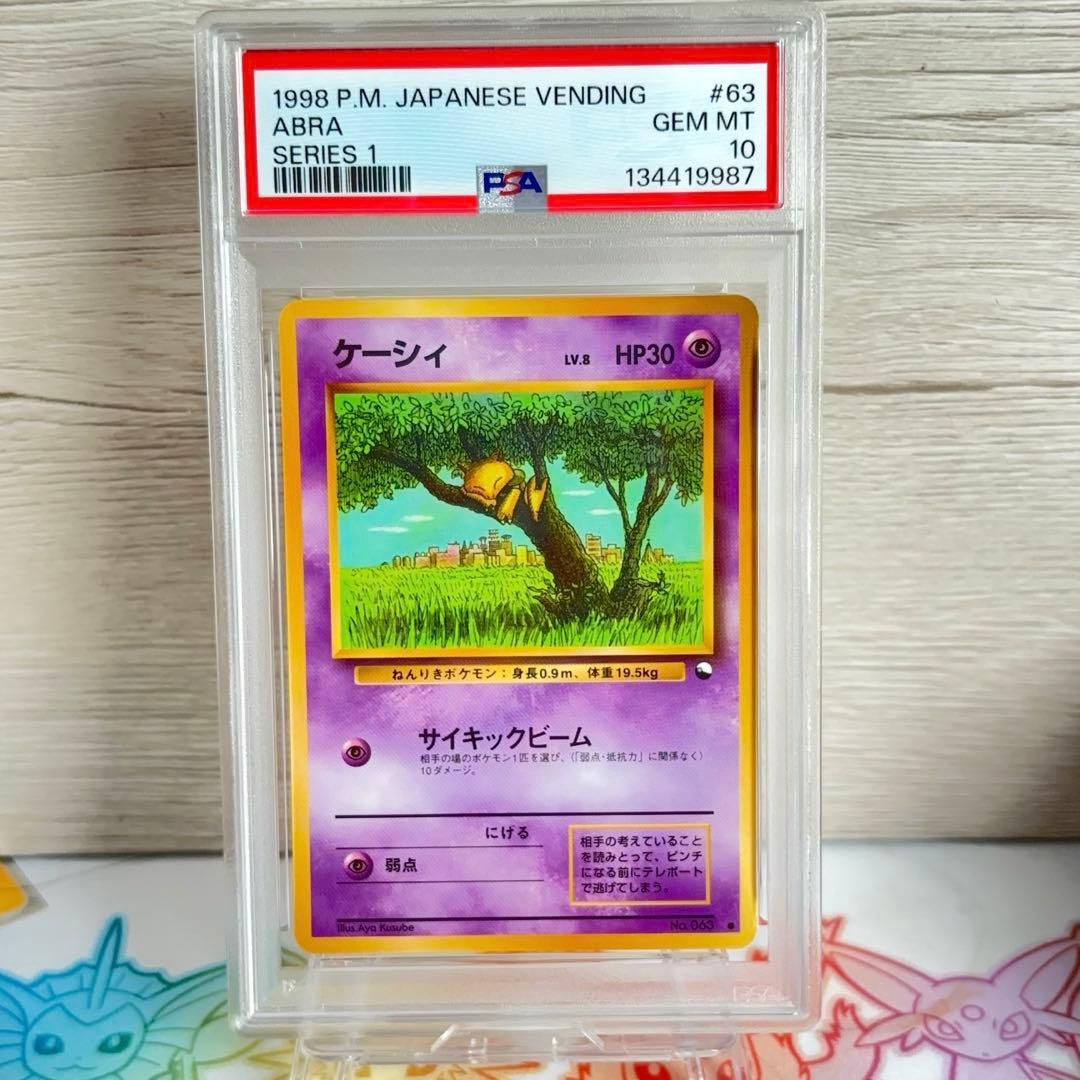 1998 P.M. JAPANESE VENDING #63
ABRA GEM MT
SERIES 1 10
PSA 134419987
ケーシィ LV.8 HP30
ねんりきポケモン：身長0.9m、体重19.5kg
サイキックビーム
相手の場のポケモン1匹を選び、（「弱点・抵抗力」に関係なく）
10ダメージ。
にげる
弱点
相手の考えていること
を読みとって、ピンチ
になる前にテレポート
で逃げてしまう。
Illus.Aya Kusube No. 063